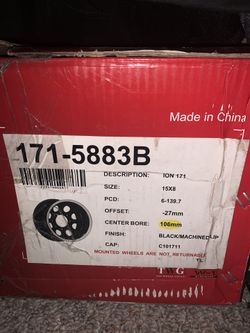 Made in China
171-5883B
DESCRIPTION: ION 171
SIZE: 15X8
PCD: 6-139.7
OFFSET: -27mm
CENTER BORE: 106mm
FINISH: BLACK/MACHINED
CAP: C101711
MOUNTED WHEELS ARE NOT RETURNABLE
TWG